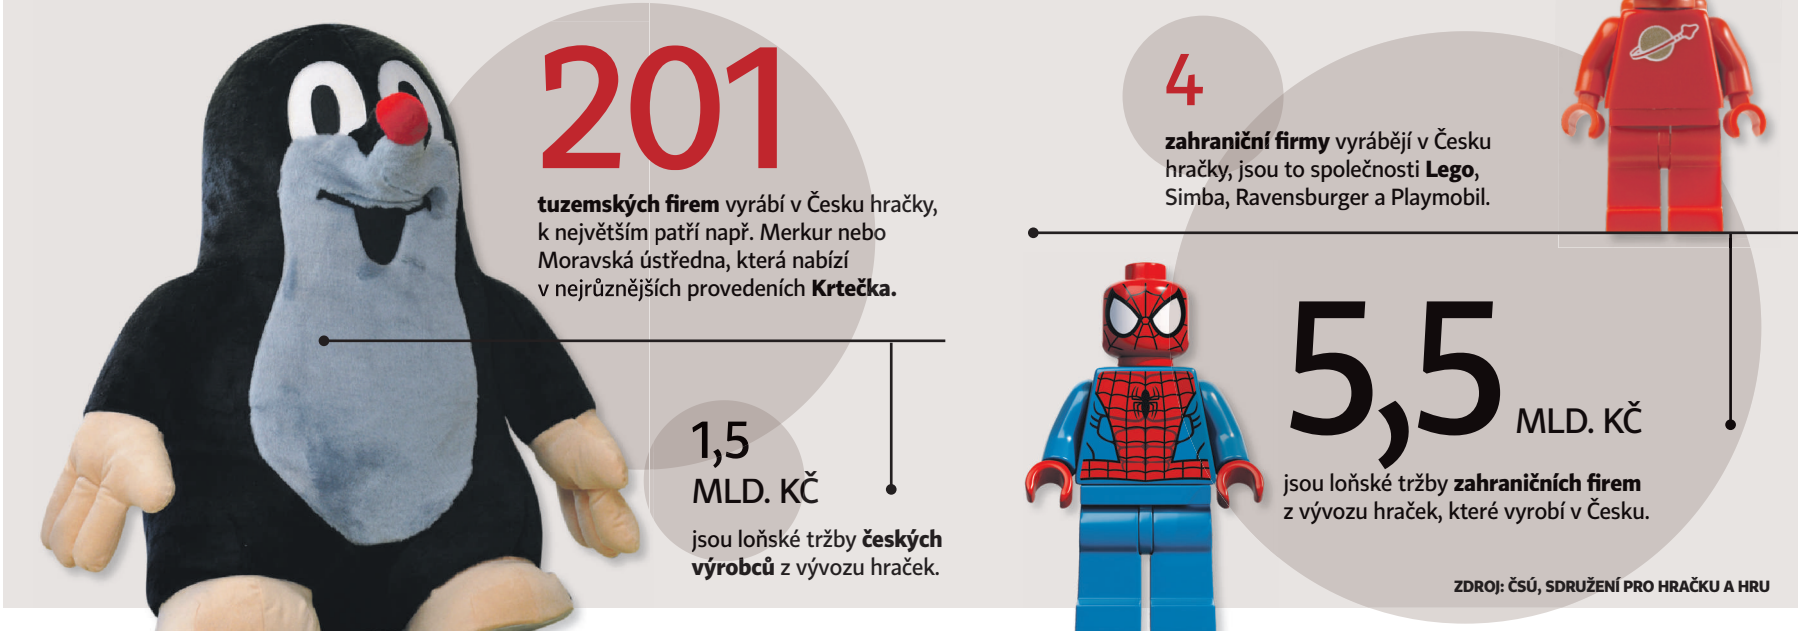 201
tuzemských firem vyrábí v Česku hračky,
k největším patří např. Merkur nebo
Moravská ústředna, která nabízí
v nejrůznějších provedeních Krtečka.
1,5
MLD. KČ
jsou loňské tržby českých
výrobců z vývozu hraček.
4
zahraniční firmy vyrábějí v Česku
hračky, jsou to společnosti Lego,
Simba, Ravensburger a Playmobil.
5,5 MLD. KČ
jsou loňské tržby zahraničních firem
z vývozu hraček, které vyrobí v Česku.
ZDROJ: ČSÚ, SDRUŽENÍ PRO HRAČKU A HRU